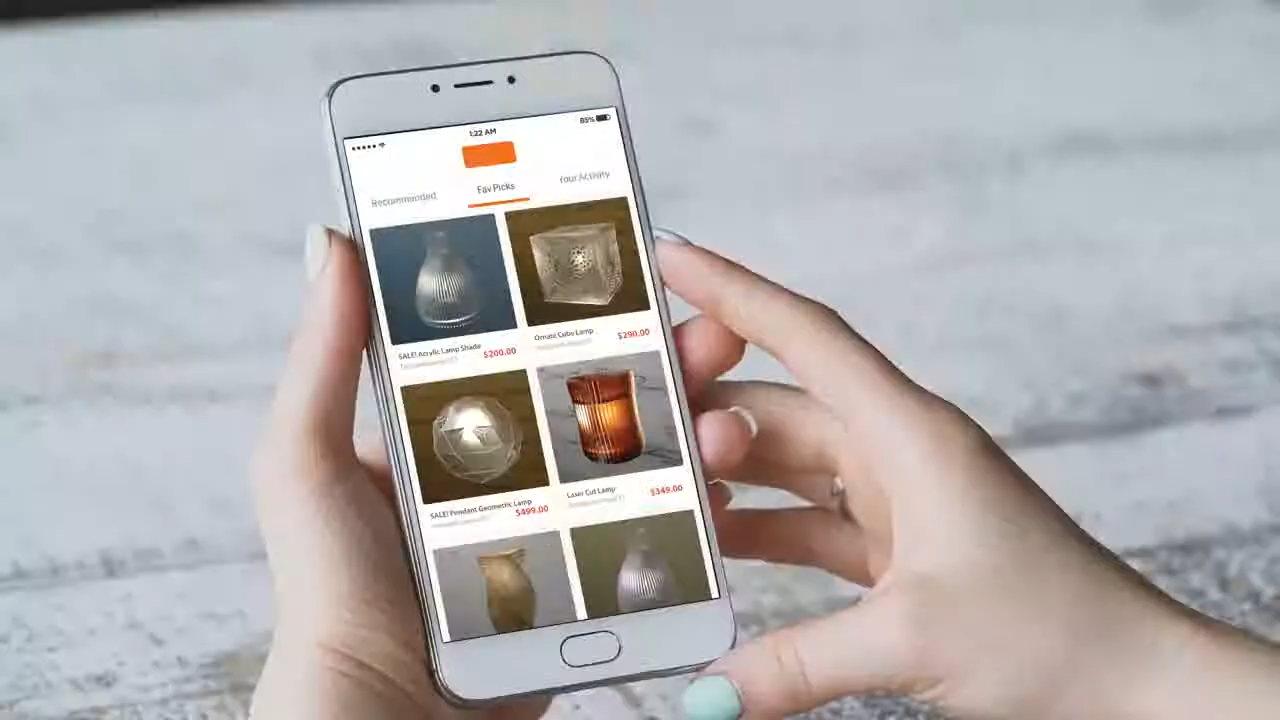 1:22 AM
85%
Recommended
Fav Picks
Your Activity
SALE! Acrylic Lamp Shade
$200.00
Ornate Cube Lamp
$290.00
SALE! Pendant Geometric Lamp
$499.00
Laser Cut Lamp
$349.00